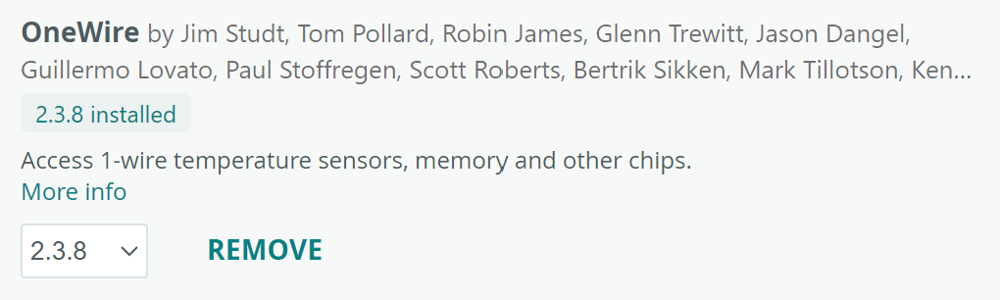 OneWire by Jim Studt, Tom Pollard, Robin James, Glenn Trewitt, Jason Dangel,
Guillermo Lovato, Paul Stoffregen, Scott Roberts, Bertrik Sikken, Mark Tillotson, Ken...
2.3.8 installed
Access 1-wire temperature sensors, memory and other chips.
More info
2.3.8 REMOVE